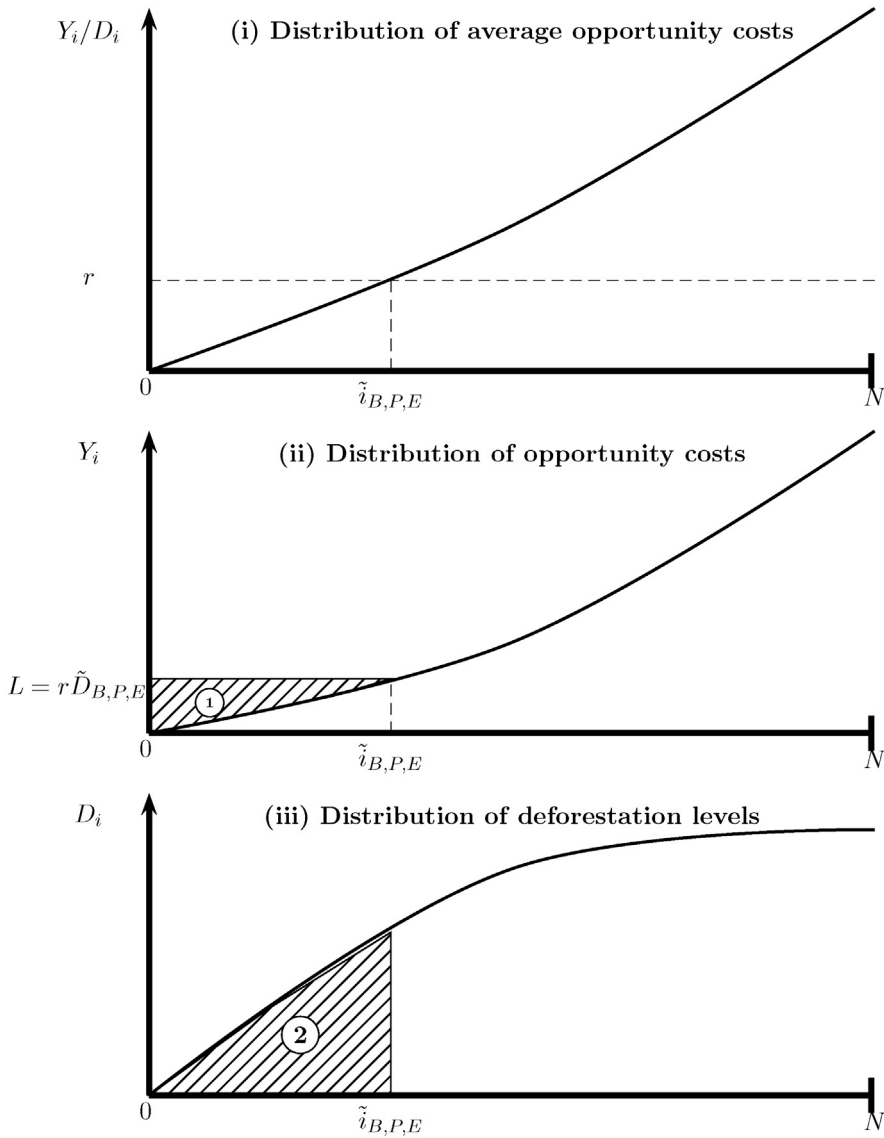 Y_i/D_i
(i) Distribution of average opportunity costs
r
0
ĩ_{B,P,E}
N
Y_i
(ii) Distribution of opportunity costs
L = rD̃_{B,P,E}
1
0
ĩ_{B,P,E}
N
D_i
(iii) Distribution of deforestation levels
2
0
ĩ_{B,P,E}
N